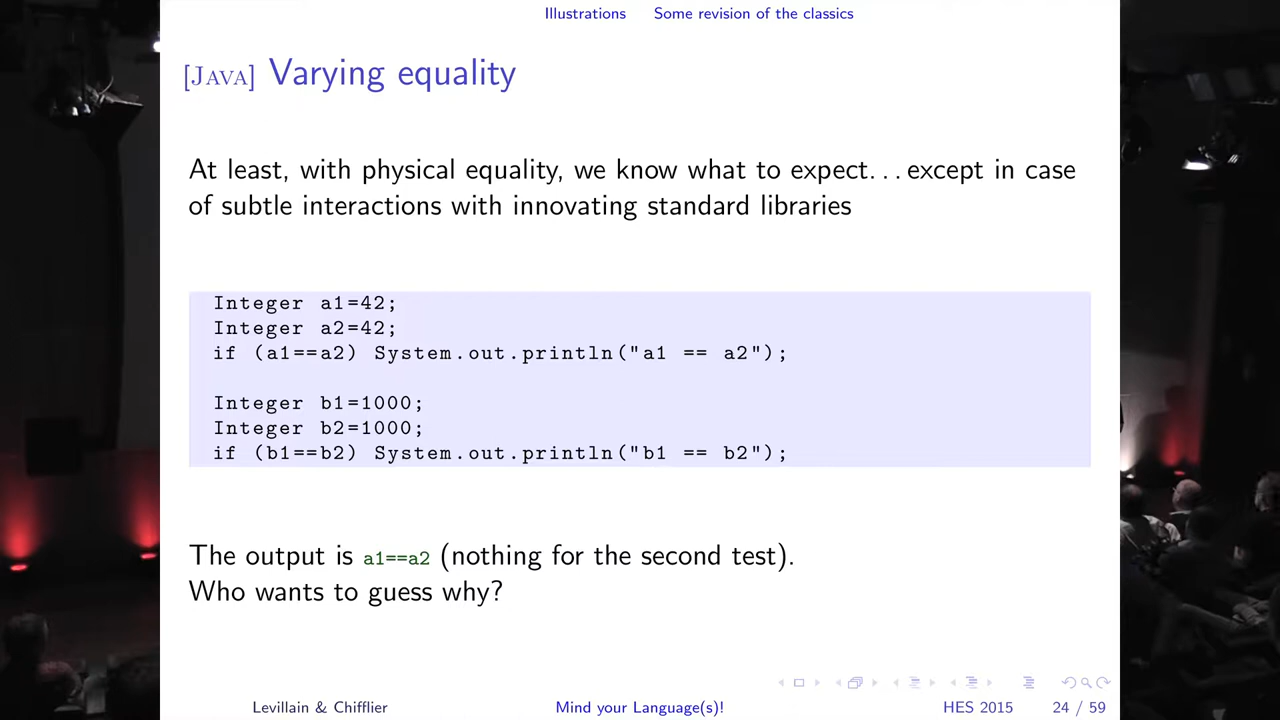 Illustrations Some revision of the classics
[JAVA] Varying equality
At least, with physical equality, we know what to expect...except in case
of subtle interactions with innovating standard libraries
Integer a1=42;
Integer a2=42;
if (a1==a2) System.out.println("a1 == a2");
Integer b1=1000;
Integer b2=1000;
if (b1==b2) System.out.println("b1 == b2");
The output is a1==a2 (nothing for the second test).
Who wants to guess why?
Levillain & Chifflier Mind your Language(s)! HES 2015 24 / 59